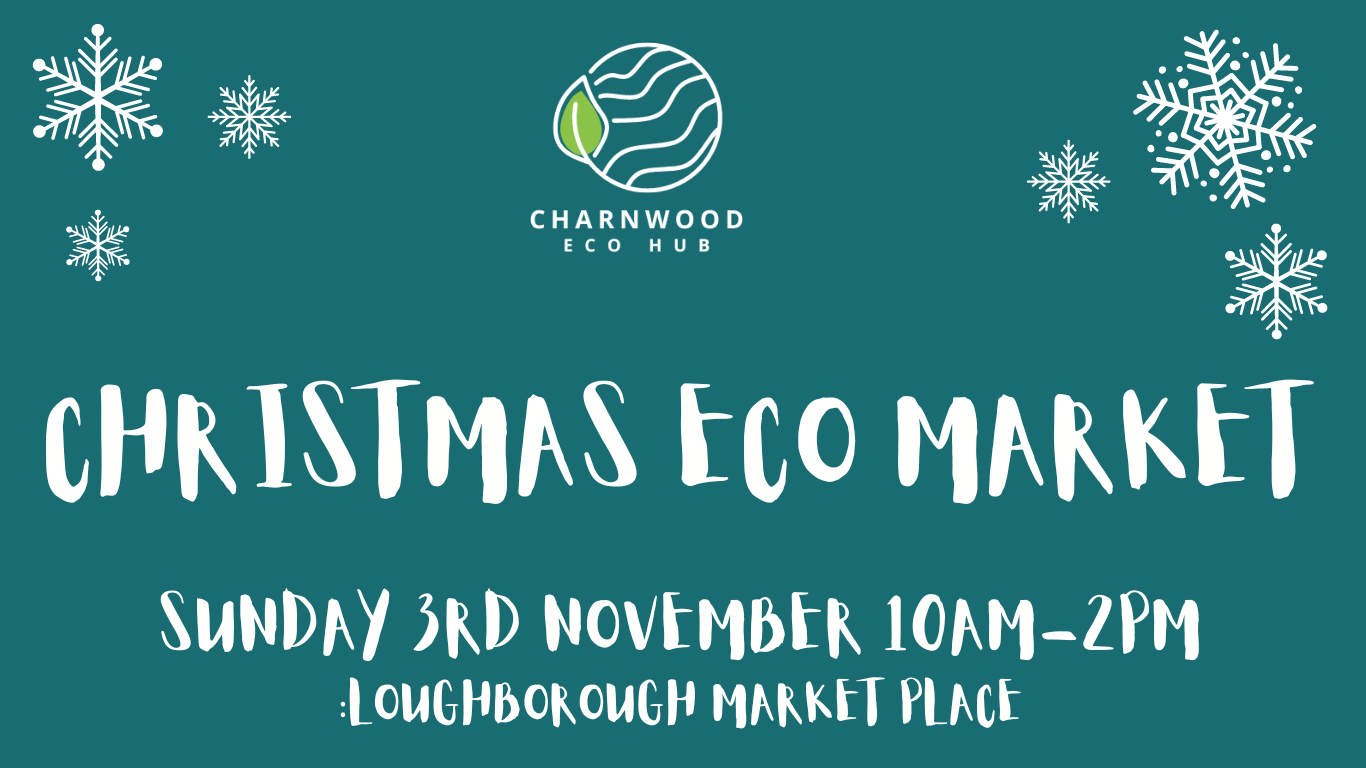 CHARNWOOD
ECO HUB
CHRISTMAS ECO MARKET
SUNDAY 3RD NOVEMBER 10AM-2PM
:LOUGHBOROUGH MARKET PLACE